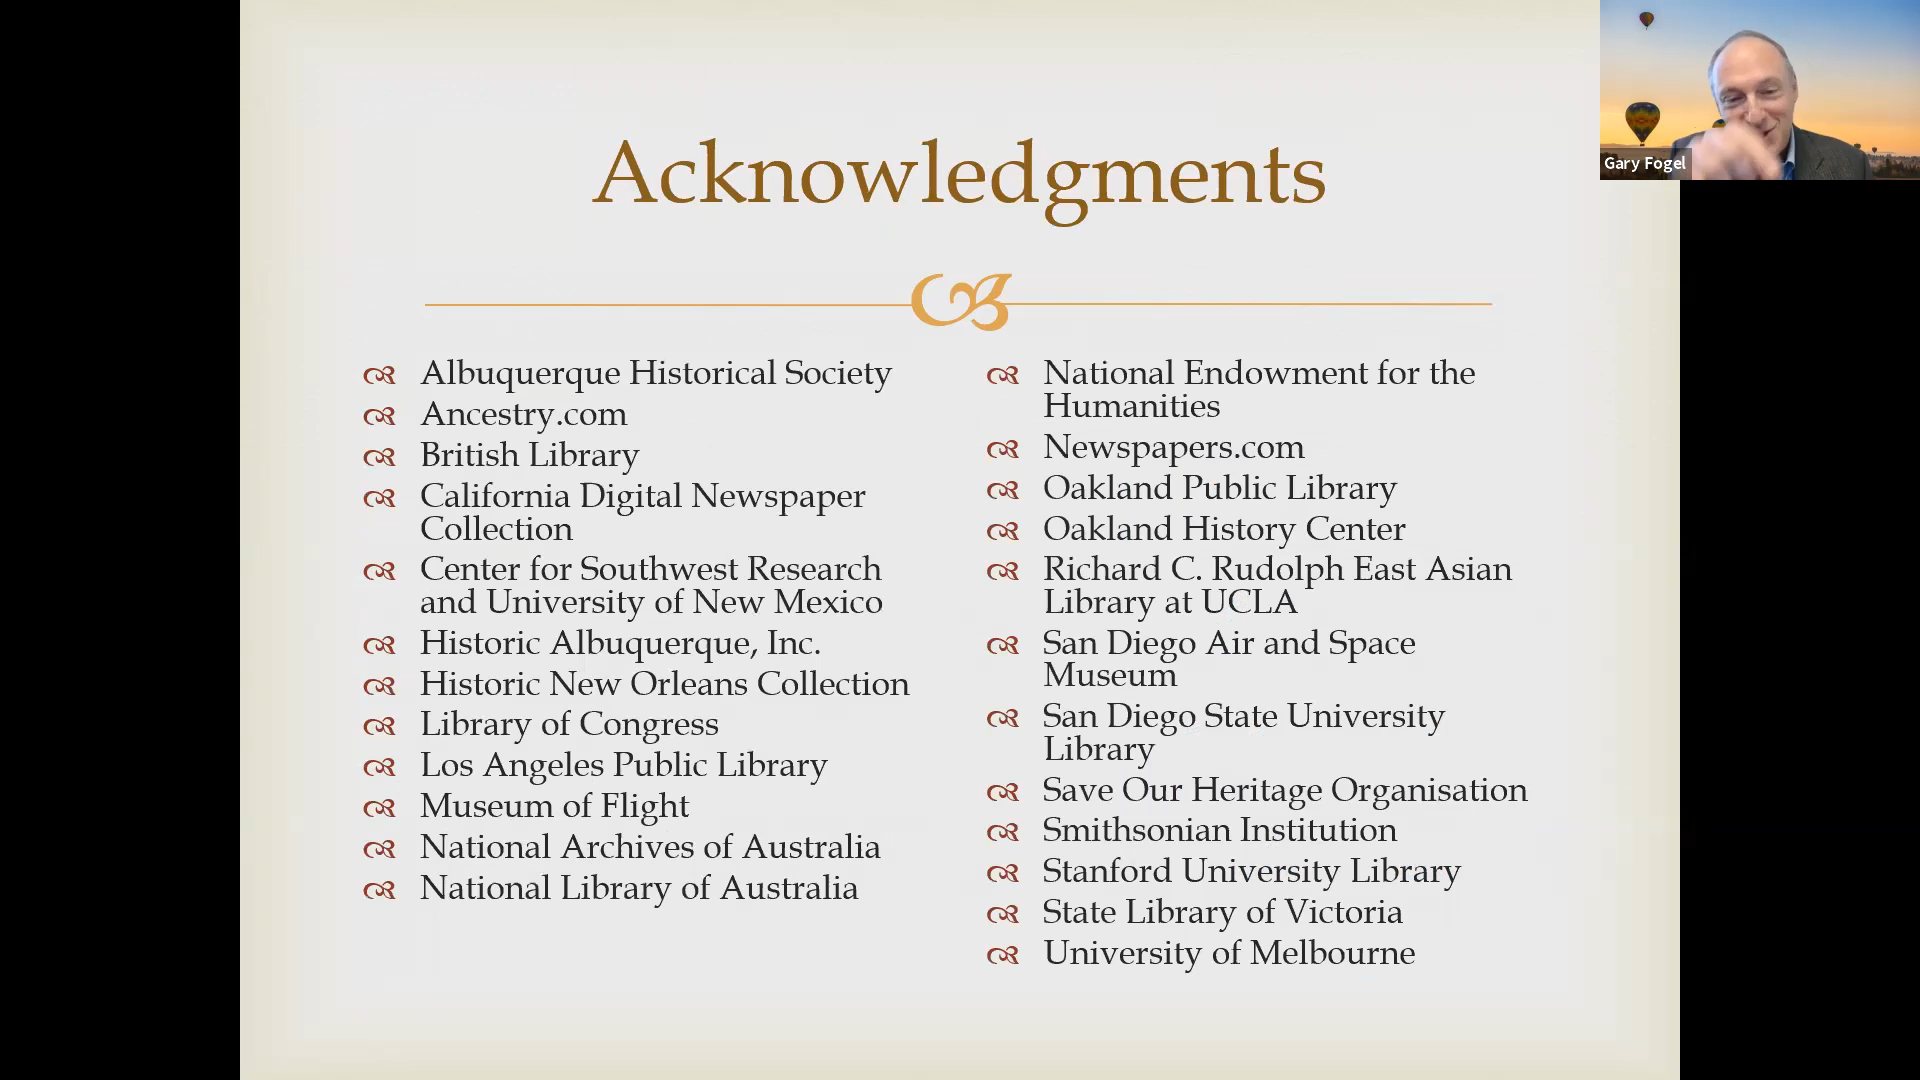 Acknowledgments
Albuquerque Historical Society
Ancestry.com
British Library
California Digital Newspaper
Collection
Center for Southwest Research
and University of New Mexico
Historic Albuquerque, Inc.
Historic New Orleans Collection
Library of Congress
Los Angeles Public Library
Museum of Flight
National Archives of Australia
National Library of Australia
National Endowment for the
Humanities
Newspapers.com
Oakland Public Library
Oakland History Center
Richard C. Rudolph East Asian
Library at UCLA
San Diego Air and Space
Museum
San Diego State University
Library
Save Our Heritage Organisation
Smithsonian Institution
Stanford University Library
State Library of Victoria
University of Melbourne
Gary Fogel